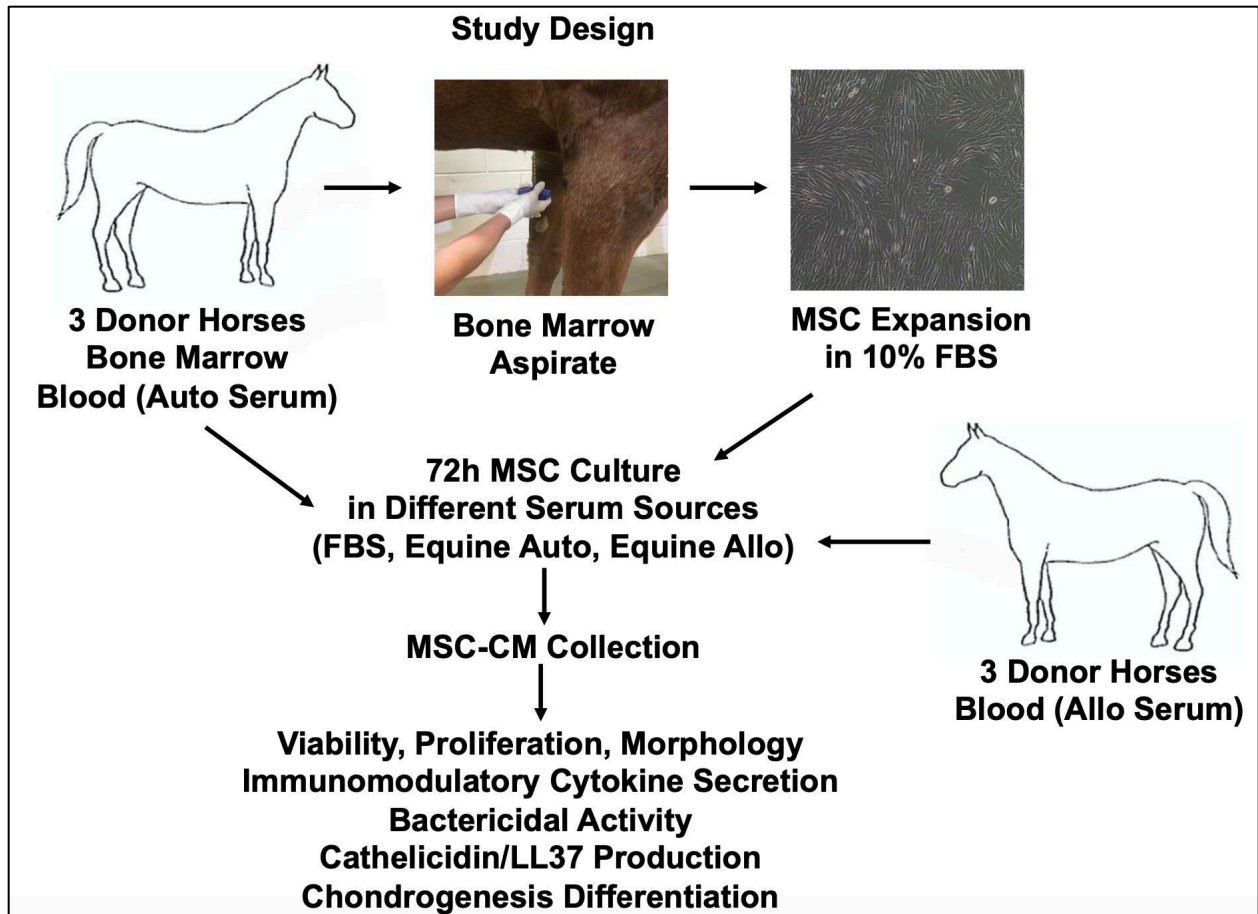 Study Design
3 Donor Horses
Bone Marrow
Blood (Auto Serum)
Bone Marrow
Aspirate
MSC Expansion
in 10% FBS
72h MSC Culture
in Different Serum Sources
(FBS, Equine Auto, Equine Allo)
3 Donor Horses
Blood (Allo Serum)
MSC-CM Collection
Viability, Proliferation, Morphology
Immunomodulatory Cytokine Secretion
Bactericidal Activity
Cathelicidin/LL37 Production
Chondrogenesis Differentiation